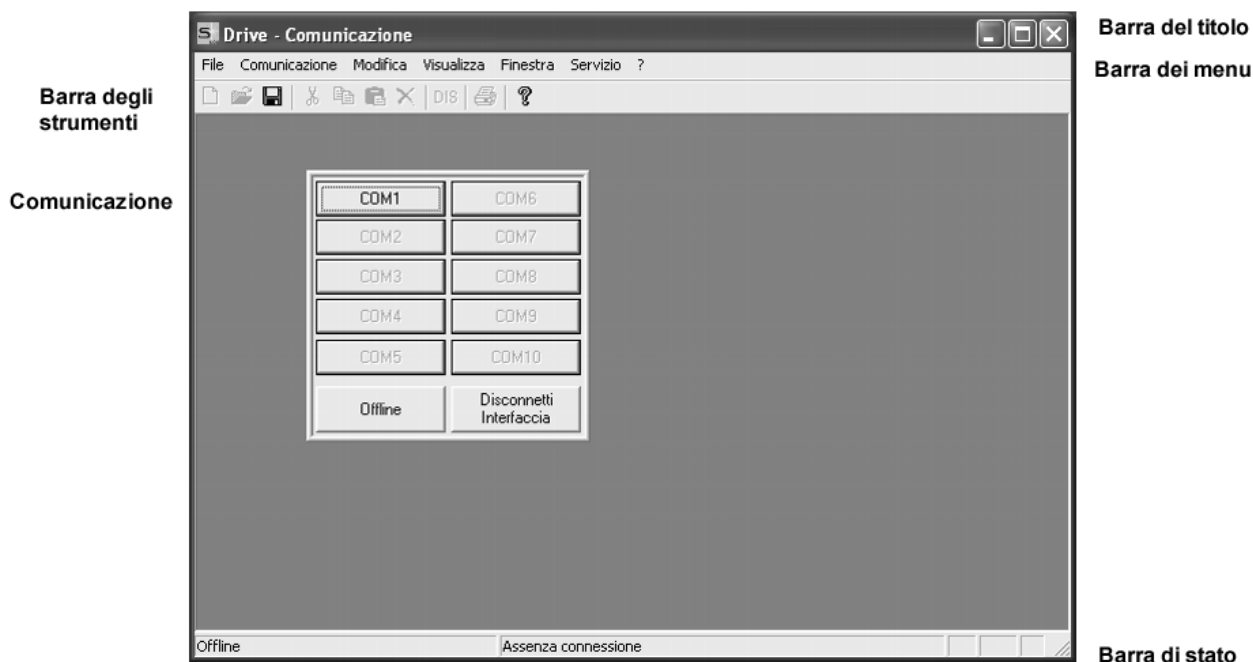 Drive - Comunicazione
Barra del titolo
File Comunicazione Modifica Visualizza Finestra Servizio ?
Barra dei menu
Barra degli
strumenti
DIS
Comunicazione
COM1 COM6
COM2 COM7
COM3 COM8
COM4 COM9
COM5 COM10
Offline
Disconnetti
Interfaccia
Offline Assenza connessione
Barra di stato